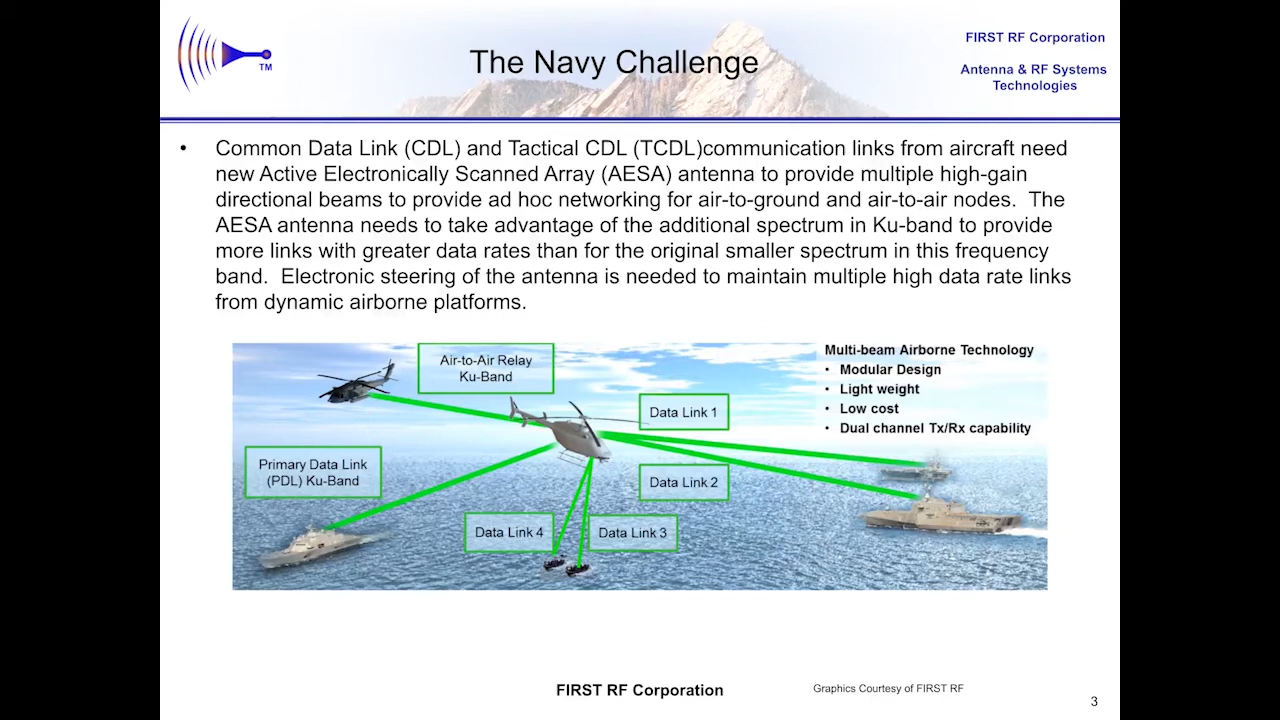 TM
The Navy Challenge
FIRST RF Corporation
Antenna & RF Systems
Technologies
• Common Data Link (CDL) and Tactical CDL (TCDL)communication links from aircraft need
new Active Electronically Scanned Array (AESA) antenna to provide multiple high-gain
directional beams to provide ad hoc networking for air-to-ground and air-to-air nodes. The
AESA antenna needs to take advantage of the additional spectrum in Ku-band to provide
more links with greater data rates than for the original smaller spectrum in this frequency
band. Electronic steering of the antenna is needed to maintain multiple high data rate links
from dynamic airborne platforms.
Air-to-Air Relay
Ku-Band
Data Link 1
Multi-beam Airborne Technology
• Modular Design
• Light weight
• Low cost
• Dual channel Tx/Rx capability
Primary Data Link
(PDL) Ku-Band
Data Link 2
Data Link 4
Data Link 3
FIRST RF Corporation
Graphics Courtesy of FIRST RF
3